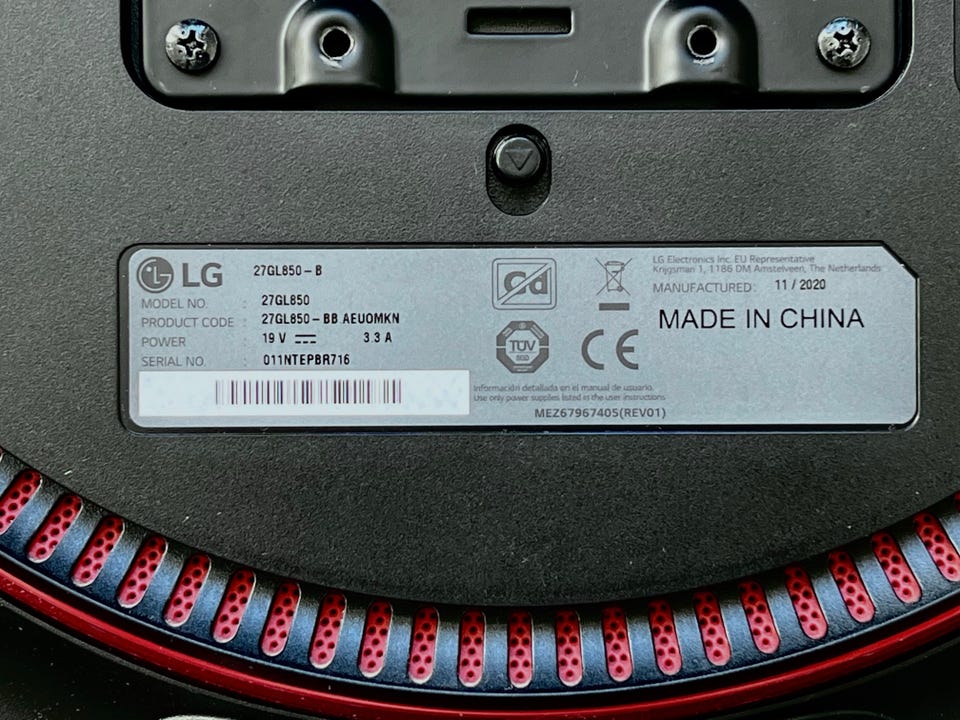 LG 27GL850-B
MODEL NO. : 27GL850
PRODUCT CODE : 27GL850-BB AEUOMKN
POWER : 19 V ⎓ 3.3 A
SERIAL NO. : 011NTEPBR716
Cd
TÜV
SGD
CE
LG Electronics Inc. EU Representative
Krijgsman 1, 1186 DM Amstelveen, The Netherlands
MANUFACTURED: 11 / 2020
MADE IN CHINA
Información detallada en el manual de usuario.
Use only power supplies listed in the user instructions
MEZ67967405(REV01)